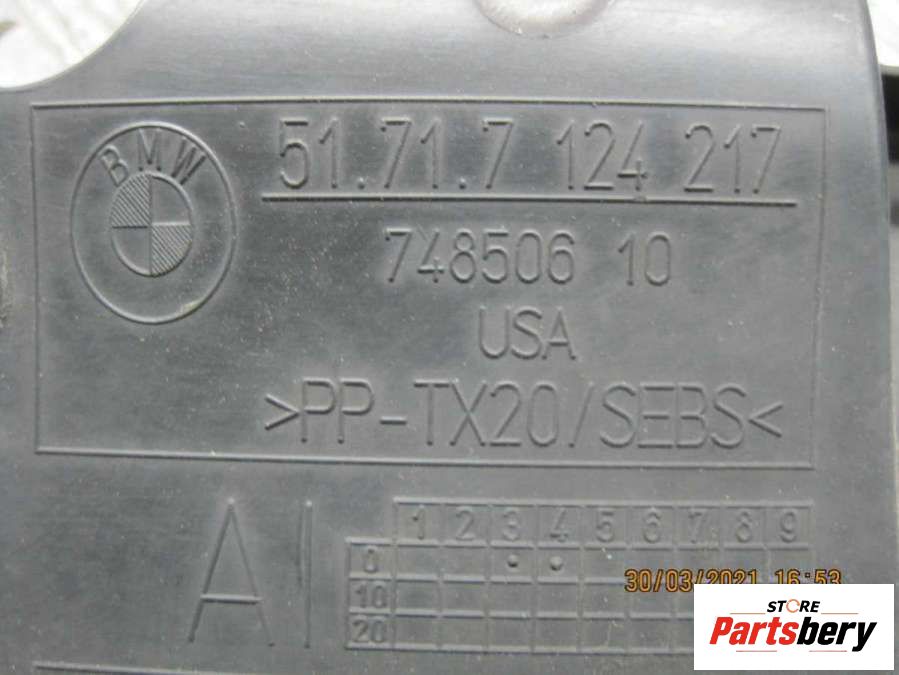 BMW
51.71.7 124 217
748506 10
USA
>PP-TX20/SEBS<
AI
1 2 3 4 5 6 7 8 9
0
10
20
30/03/2021 16:53
STORE
Partsbery